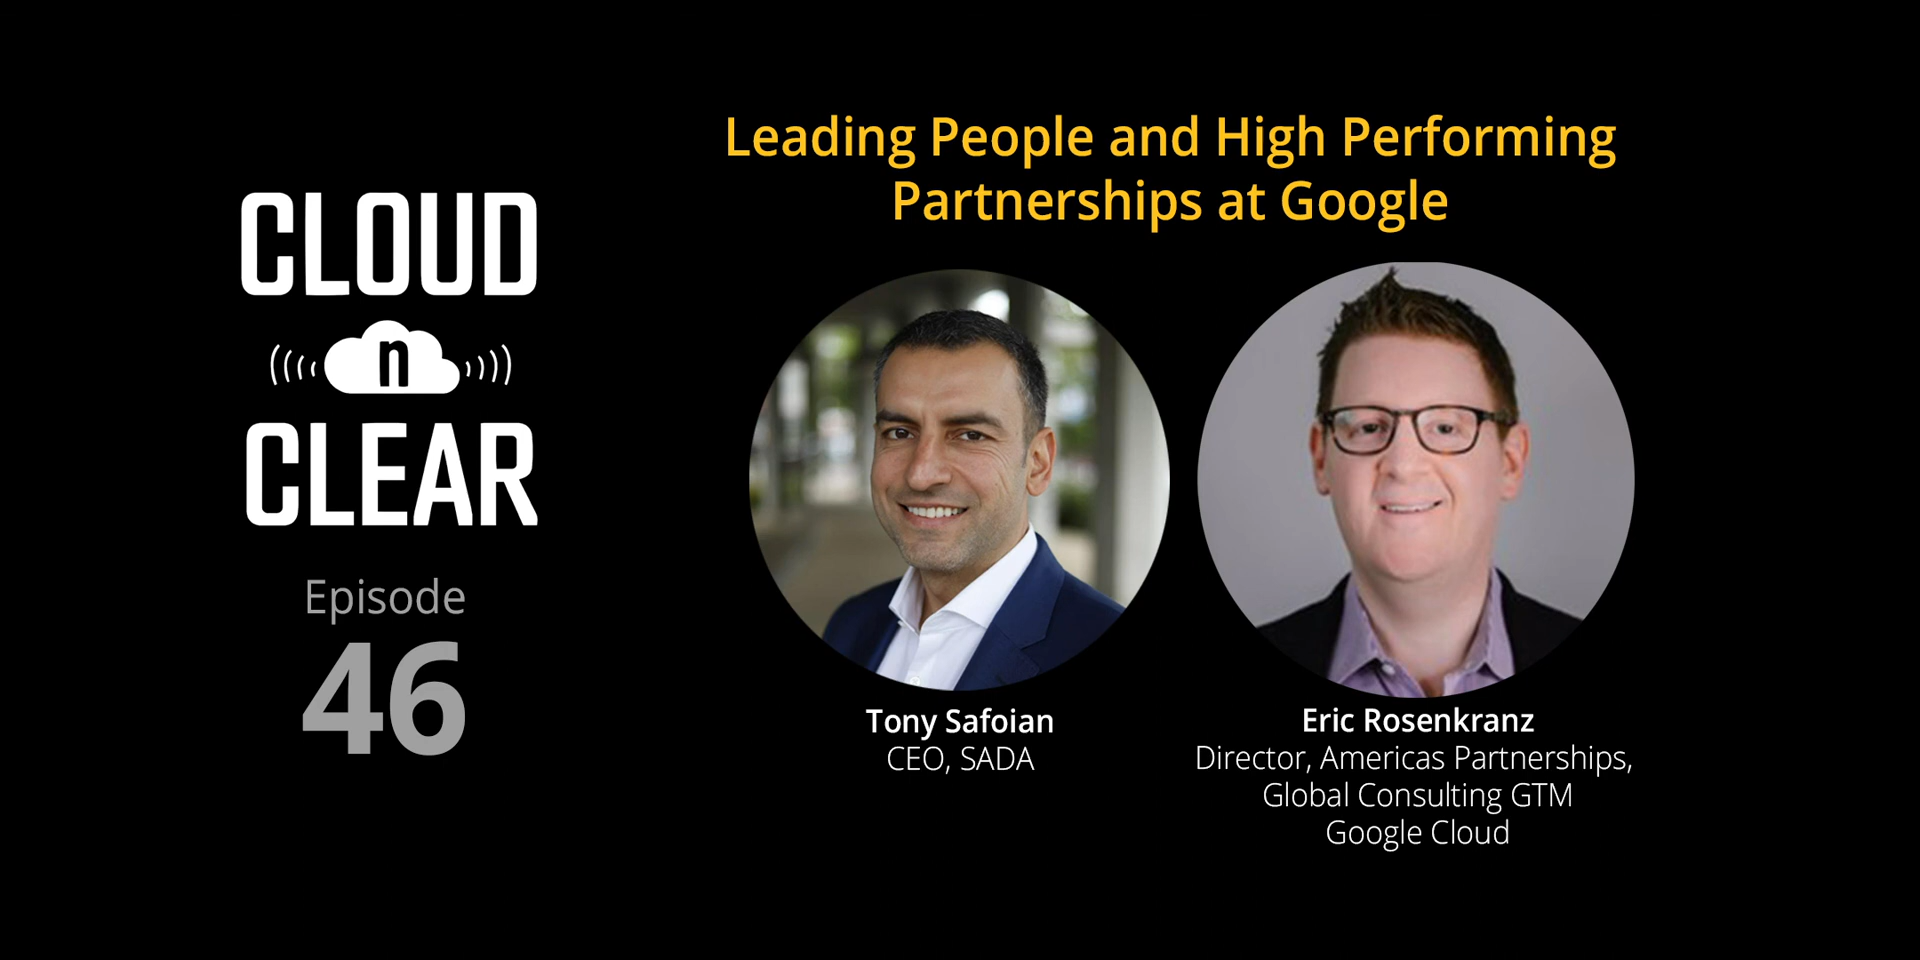 CLOUD
n
CLEAR
Episode
46
Leading People and High Performing
Partnerships at Google
Tony Safoian
CEO, SADA
Eric Rosenkranz
Director, Americas Partnerships,
Global Consulting GTM
Google Cloud